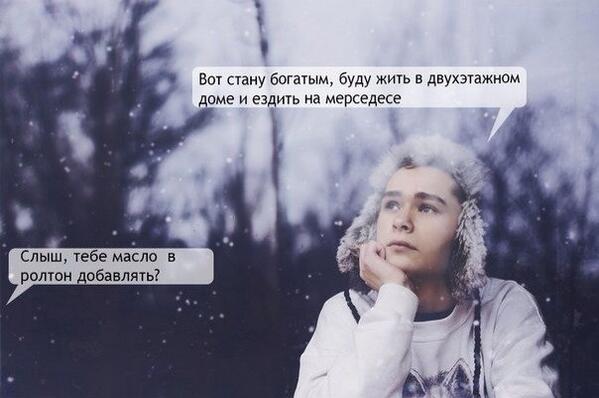 Вот стану богатым, буду жить в двухэтажном
доме и ездить на мерседесе
Слыш, тебе масло в
ролтон добавлять?